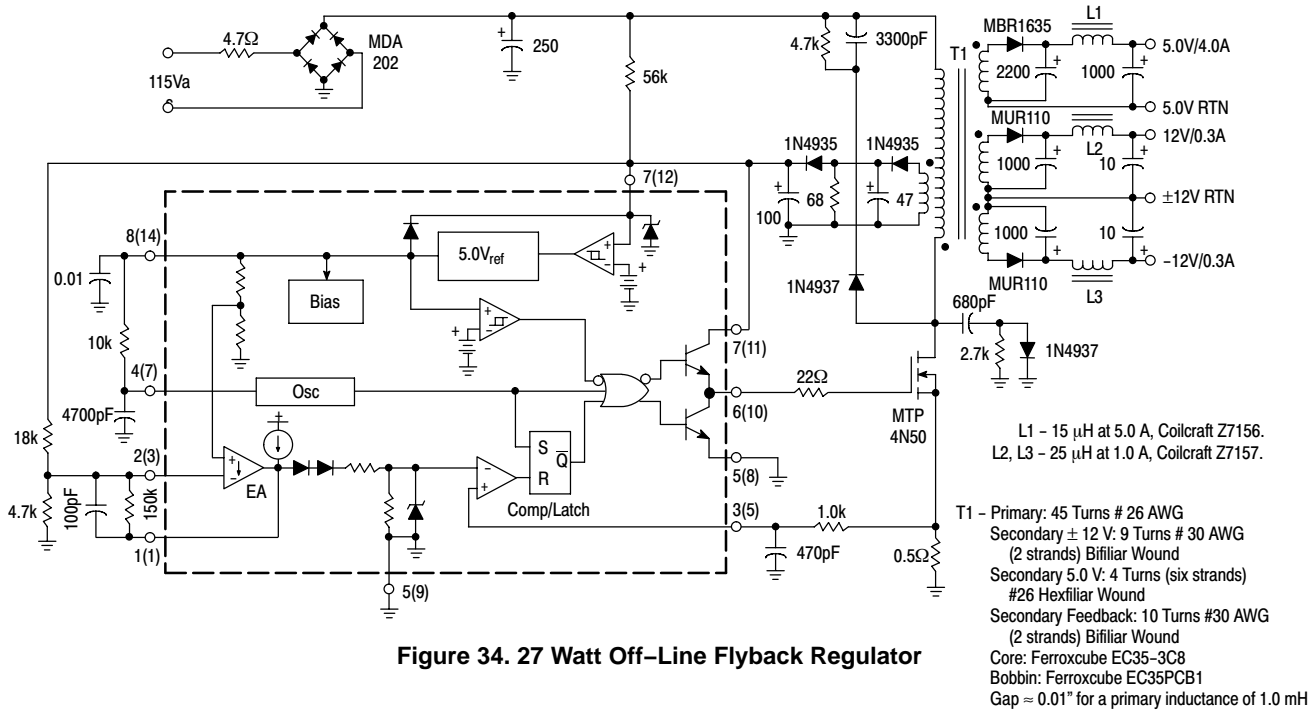 4.7Ω
MDA
202
115Va
+
250
56k
4.7k
3300pF
T1
MBR1635
L1
5.0V/4.0A
+
2200
+
1000
5.0V RTN
MUR110
12V/0.3A
L2
+
1000
+
10
±12V RTN
1000
+
10
+
−12V/0.3A
MUR110
L3
1N4935
1N4935
+
100
68
+
47
7(12)
8(14)
0.01
5.0Vref
+
−
+
Bias
1N4937
680pF
2.7k
1N4937
10k
+
−
+
7(11)
4(7)
Osc
4700pF
22Ω
6(10)
MTP
4N50
18k
+
S
R
Q
5(8)
2(3)
+
−
EA
−
+
Comp/Latch
4.7k
100pF
150k
1(1)
3(5)
1.0k
470pF
0.5Ω
5(9)
L1 − 15 μH at 5.0 A, Coilcraft Z7156.
L2, L3 − 25 μH at 1.0 A, Coilcraft Z7157.
T1 − Primary: 45 Turns # 26 AWG
Secondary ± 12 V: 9 Turns # 30 AWG
(2 strands) Bifiliar Wound
Secondary 5.0 V: 4 Turns (six strands)
#26 Hexfiliar Wound
Secondary Feedback: 10 Turns #30 AWG
(2 strands) Bifiliar Wound
Core: Ferroxcube EC35−3C8
Bobbin: Ferroxcube EC35PCB1
Gap ≈ 0.01" for a primary inductance of 1.0 mH
Figure 34. 27 Watt Off−Line Flyback Regulator